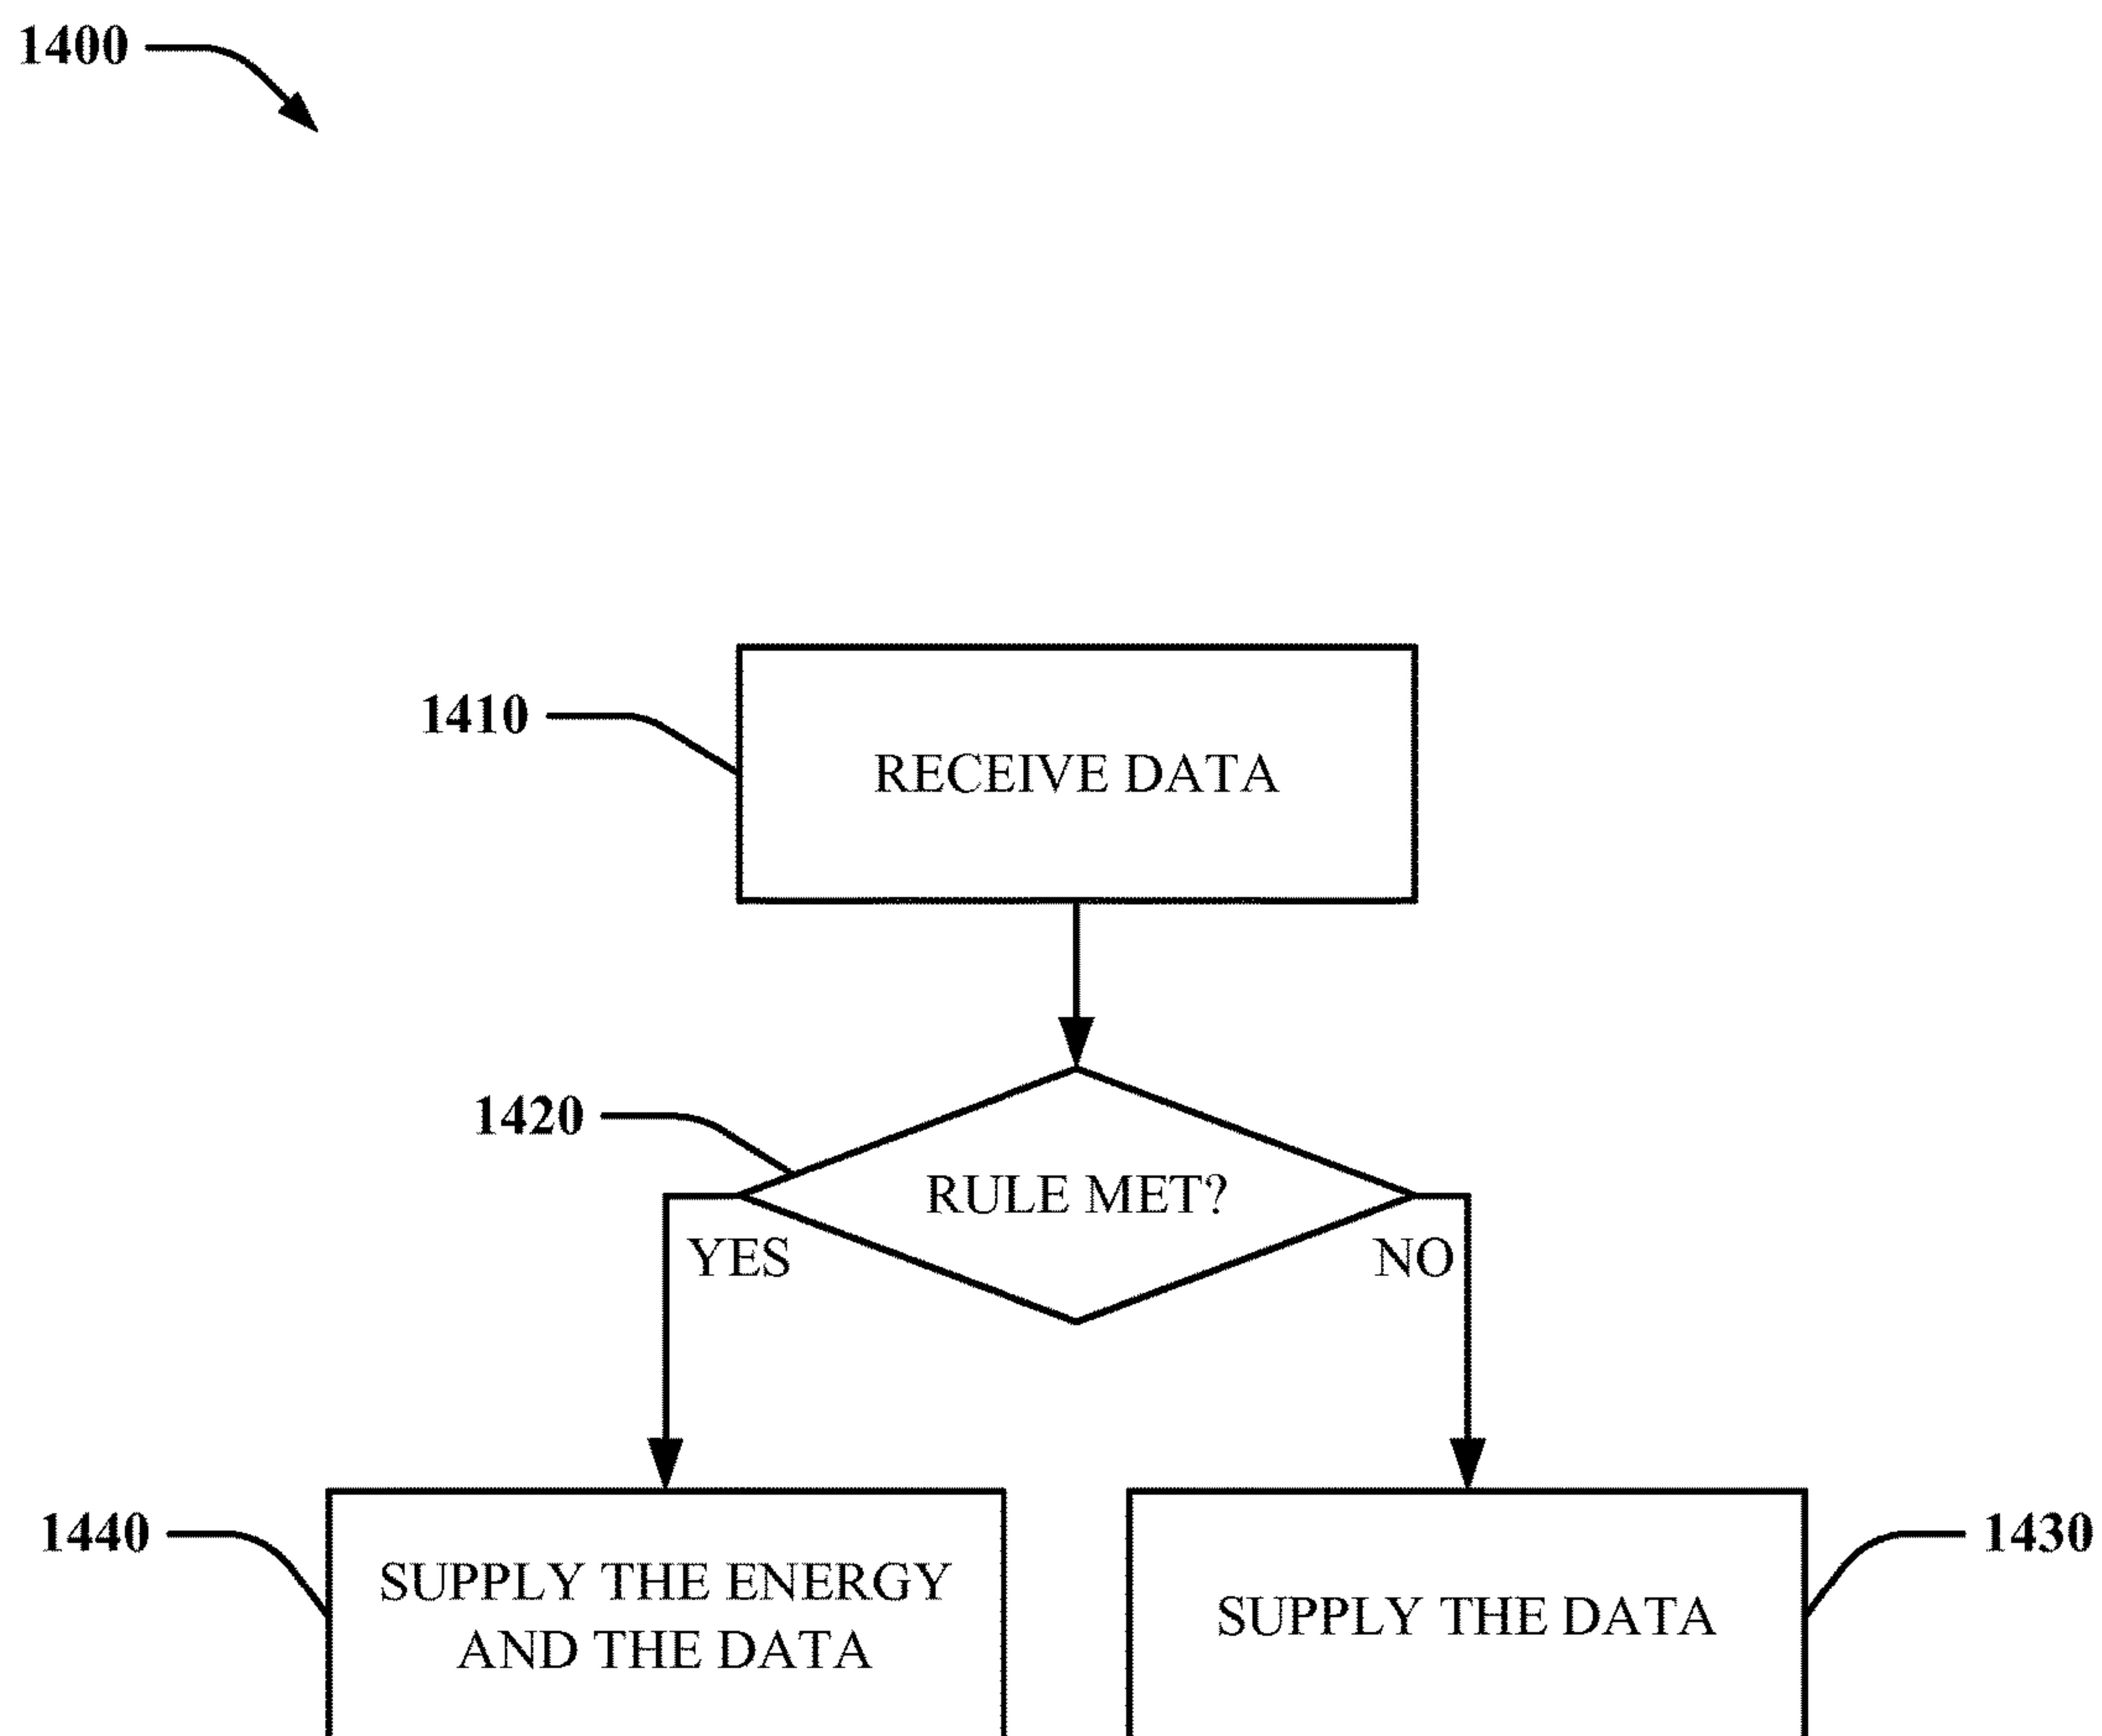 1400
1410
RECEIVE DATA
1420
RULE MET?
YES
NO
1440
SUPPLY THE ENERGY
AND THE DATA
SUPPLY THE DATA
1430